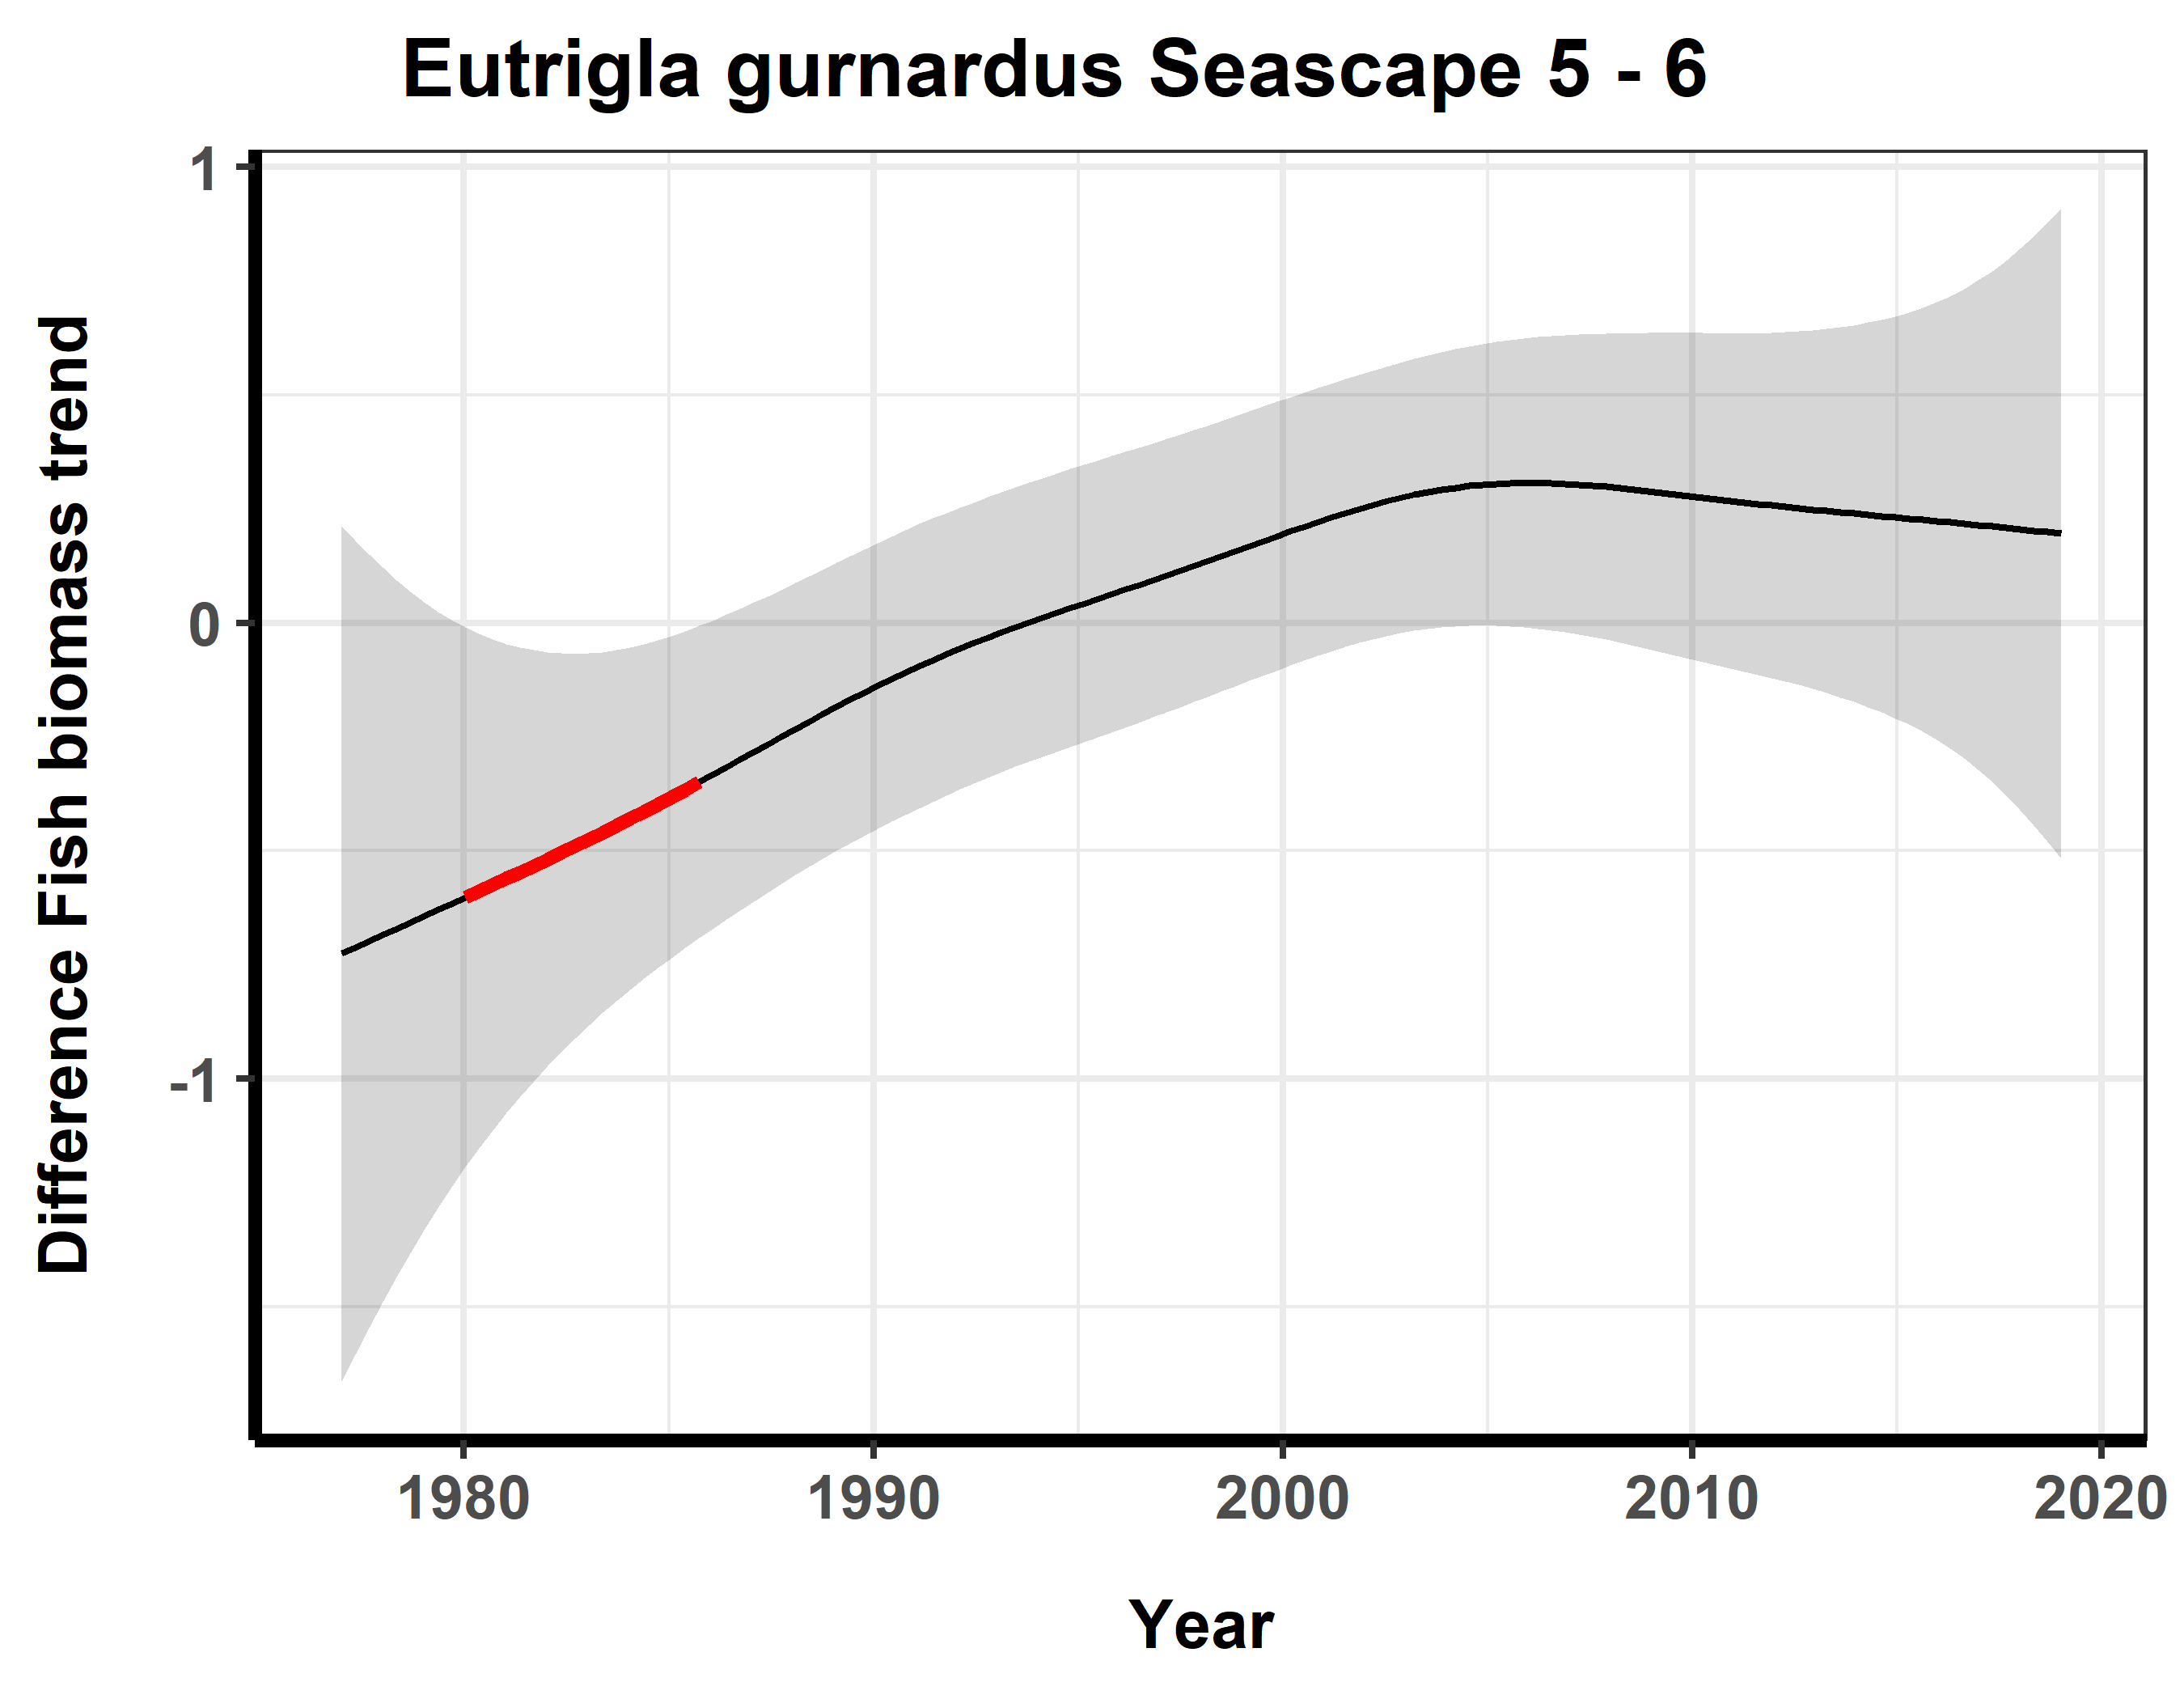 Eutrigla gurnardus Seascape 5 - 6
Difference Fish biomass trend
1
0
-1
1980
1990
2000
2010
2020
Year